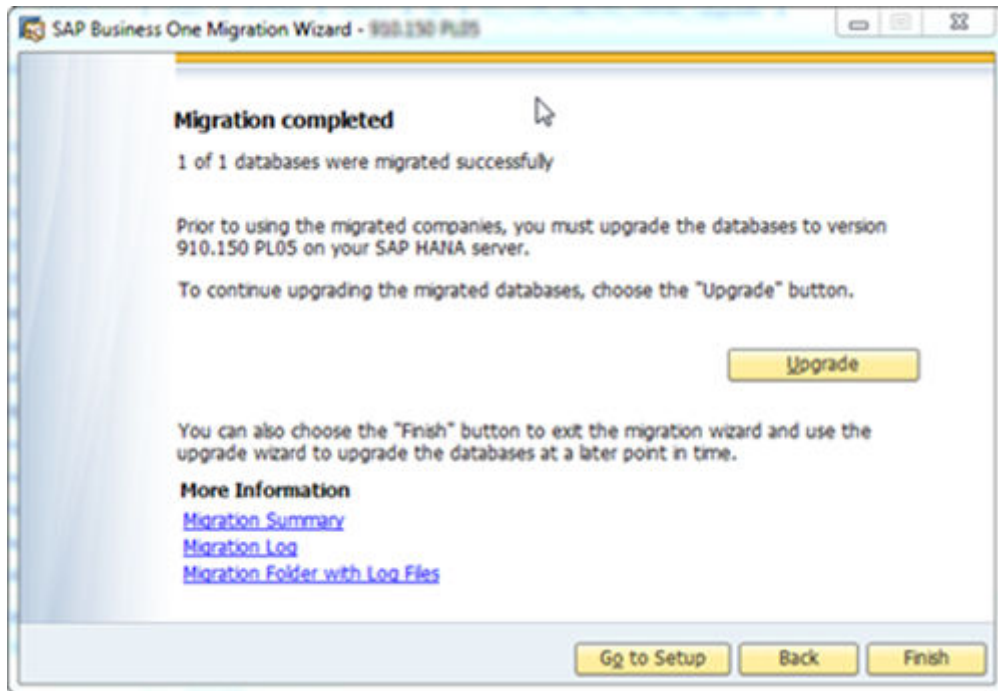 SAP Business One Migration Wizard - 910.150 PL05
Migration completed
1 of 1 databases were migrated successfully
Prior to using the migrated companies, you must upgrade the databases to version
910.150 PL05 on your SAP HANA server.
To continue upgrading the migrated databases, choose the "Upgrade" button.
Upgrade
You can also choose the "Finish" button to exit the migration wizard and use the
upgrade wizard to upgrade the databases at a later point in time.
More Information
Migration Summary
Migration Log
Migration Folder with Log Files
Go to Setup
Back
Finish